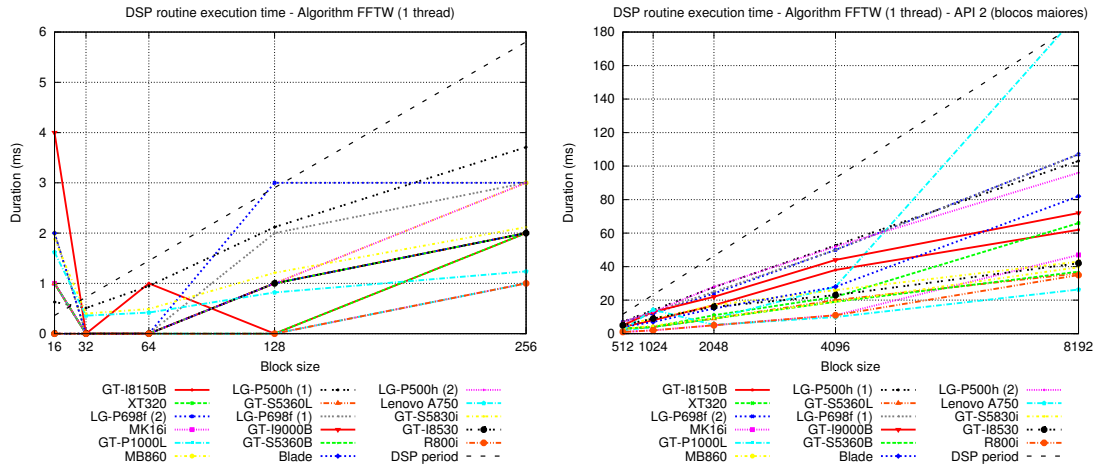 DSP routine execution time - Algorithm FFTW (1 thread)
6
5
4
3
2
1
0
Duration (ms)
16 32 64 128 256
Block size
GT-I8150B LG-P500h (1) LG-P500h (2)
XT320 GT-S5360L Lenovo A750
LG-P698f (2) LG-P698f (1) GT-S5830i
MK16i GT-I9000B GT-I8530
GT-P1000L GT-S5360B R800i
MB860 Blade DSP period
DSP routine execution time - Algorithm FFTW (1 thread) - API 2 (blocos maiores)
180
160
140
120
100
80
60
40
20
0
Duration (ms)
512 1024 2048 4096 8192
Block size
GT-I8150B LG-P500h (1) LG-P500h (2)
XT320 GT-S5360L Lenovo A750
LG-P698f (2) LG-P698f (1) GT-S5830i
MK16i GT-I9000B GT-I8530
GT-P1000L GT-S5360B R800i
MB860 Blade DSP period